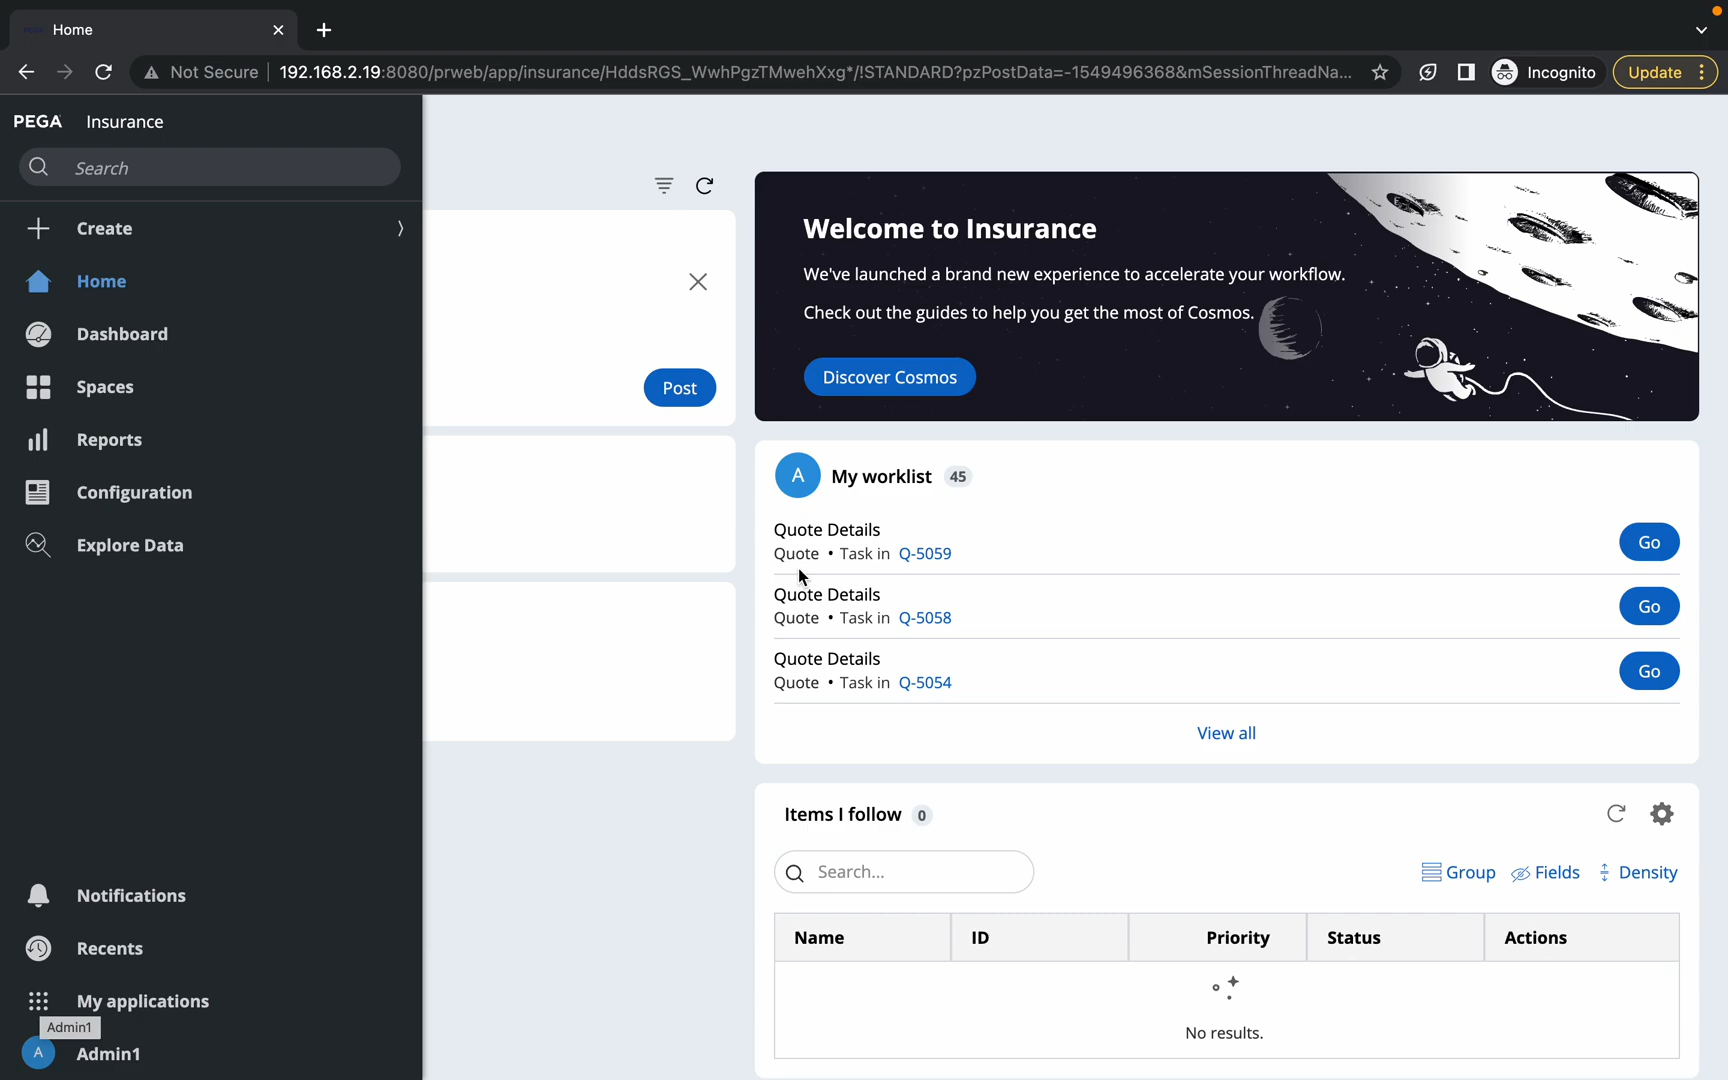 Home
Not Secure 192.168.2.19:8080/prweb/app/insurance/HddsRGS_WwhPgzTMwehXxg*/!STANDARD?pzPostData=-1549496368&mSessionThreadNa... Incognito Update
PEGA Insurance
Search
Create
Home
Dashboard
Spaces
Reports
Configuration
Explore Data
Notifications
Recents
My applications
Admin1
A Admin1
Post
Welcome to Insurance
We've launched a brand new experience to accelerate your workflow.
Check out the guides to help you get the most of Cosmos.
Discover Cosmos
A My worklist 45
Quote Details
Quote • Task in Q-5059 Go
Quote Details
Quote • Task in Q-5058 Go
Quote Details
Quote • Task in Q-5054 Go
View all
Items I follow 0
Search... Group Fields Density
Name ID Priority Status Actions
No results.